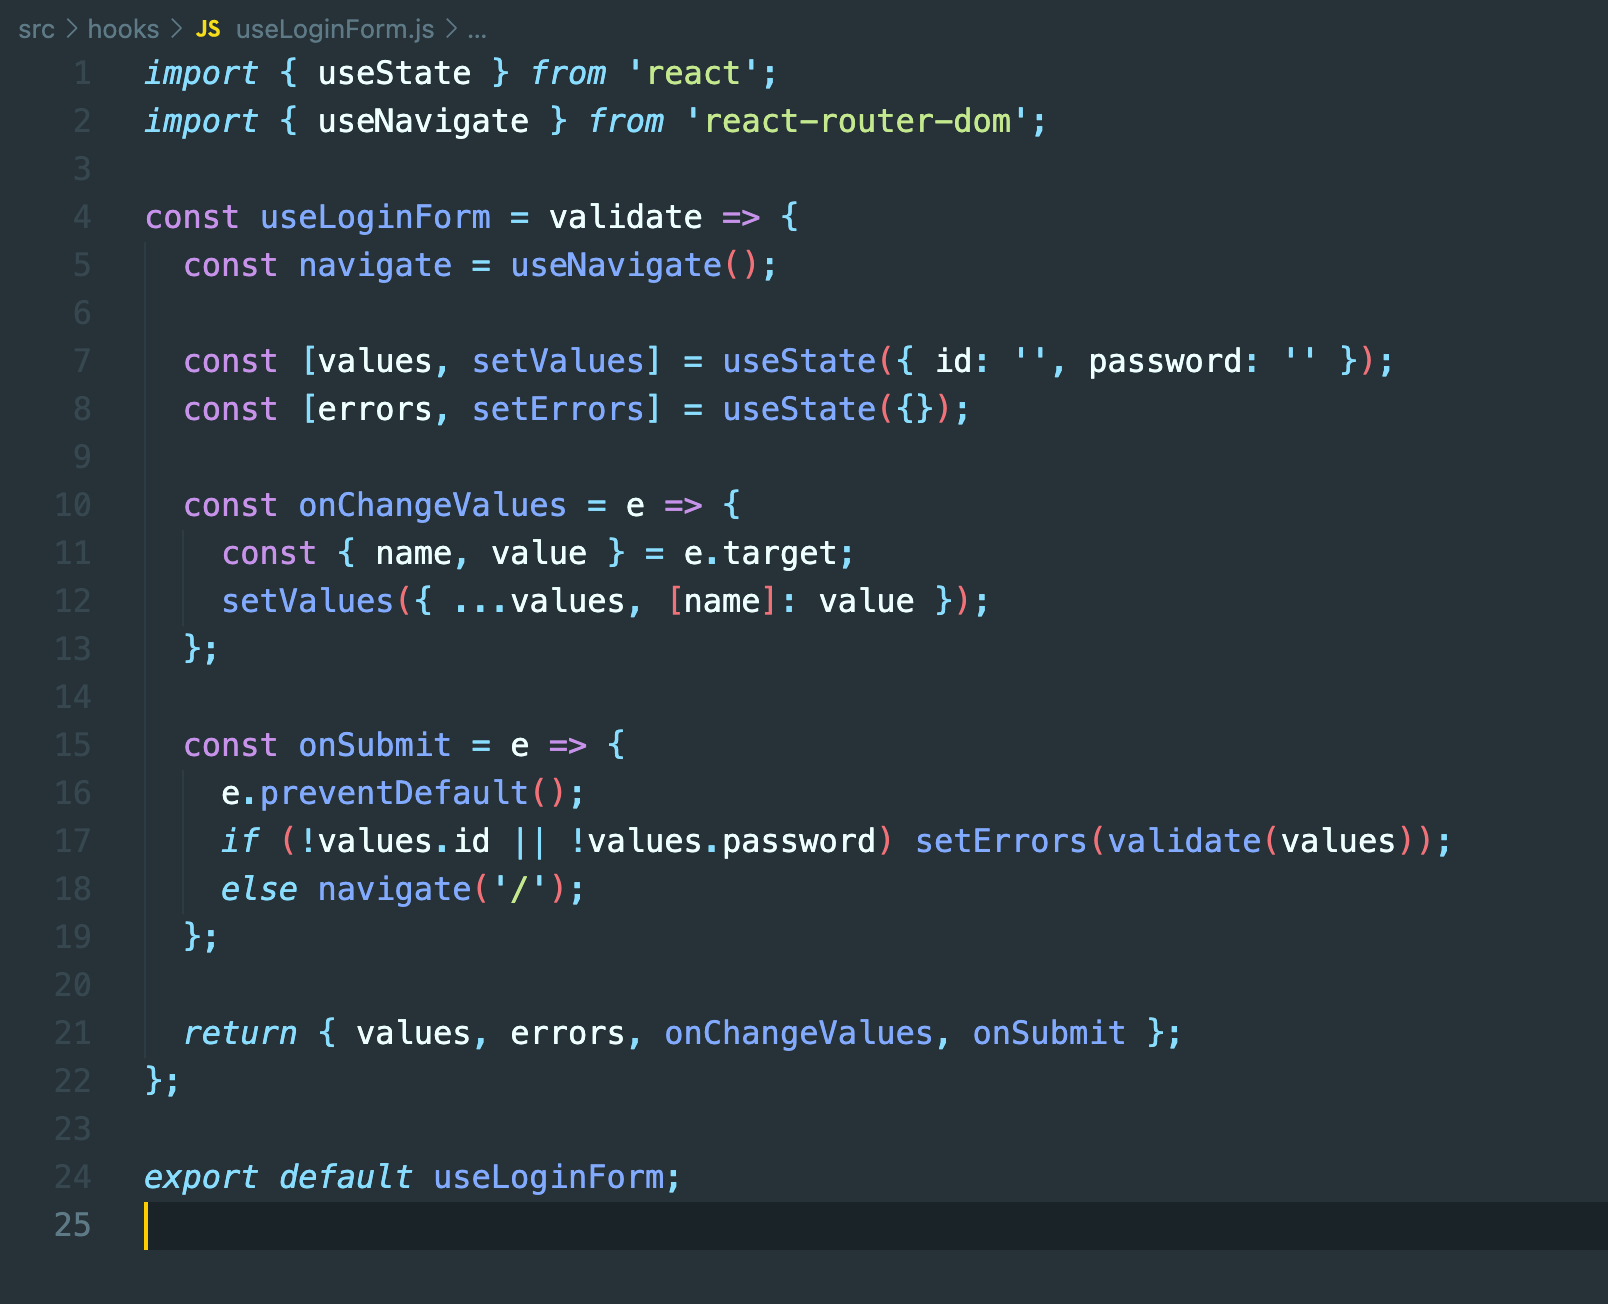 src > hooks > JS useLoginForm.js > ...
1 import { useState } from 'react';
2 import { useNavigate } from 'react-router-dom';
3
4 const useLoginForm = validate => {
5   const navigate = useNavigate();
6
7   const [values, setValues] = useState({ id: '', password: '' });
8   const [errors, setErrors] = useState({});
9
10   const onChangeValues = e => {
11     const { name, value } = e.target;
12     setValues({ ...values, [name]: value });
13   };
14
15   const onSubmit = e => {
16     e.preventDefault();
17     if (!values.id || !values.password) setErrors(validate(values));
18     else navigate('/');
19   };
20
21   return { values, errors, onChangeValues, onSubmit };
22 };
23
24 export default useLoginForm;
25